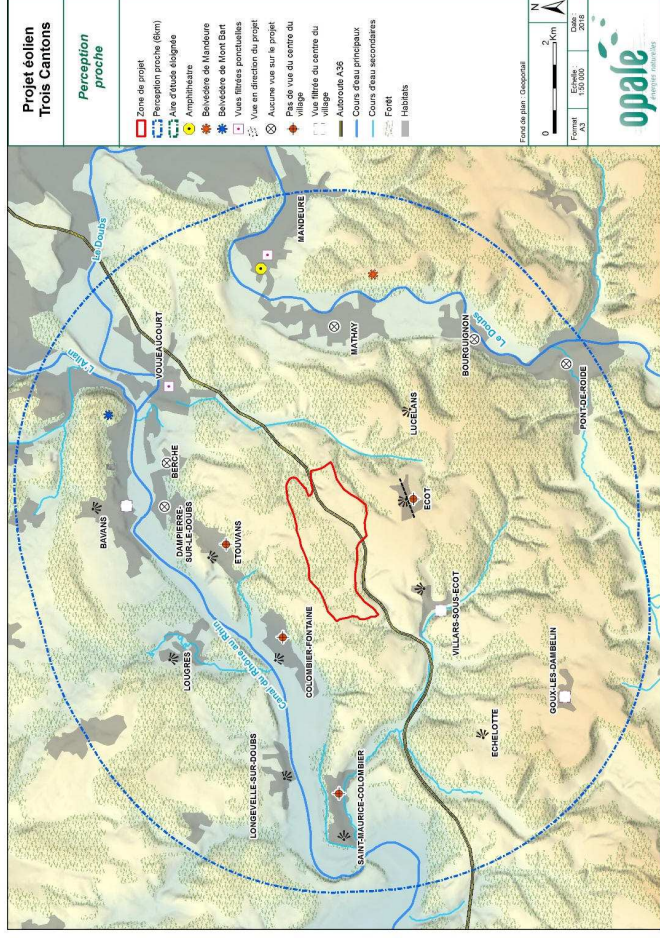 Projet éolien
Trois Cantons
Perception
proche
Zone de projet
Perception proche (6km)
Aire d'étude éloignée
Amphithéatre
Belvédère de Mandeure
Belvédère de Mont Bart
Vues filtrées ponctuelles
Vue en direction du projet
Aucune vue sur le projet
Pas de vue du centre du
village
Vue filtrée du centre du
village
Autoroute A36
Cours d'eau principaux
Cours d'eau secondaires
Forêt
Habitats
Fond de plan : Geoportail
0
2
Km
N
Format
A3
Echelle :
1:50 000
Date :
2018
opale
énergies naturelles
Le Doubs
L'Allan
VOUJEAUCOURT
MANDEURE
BAVANS
BERCHE
DAMPIERRE-
SUR-LE-DOUBS
ETOUVANS
MATHAY
LOUGRES
Canal du Rhône au Rhin
COLOMBIER-FONTAINE
LUCELANS
BOURGUIGNON
Le Doubs
ECOT
LONGEVELLE-SUR-DOUBS
VILLARS-SOUS-ECOT
PONT-DE-ROIDE
SAINT-MAURICE-COLOMBIER
ECHELOTTE
GOUX-LES-DAMBELIN